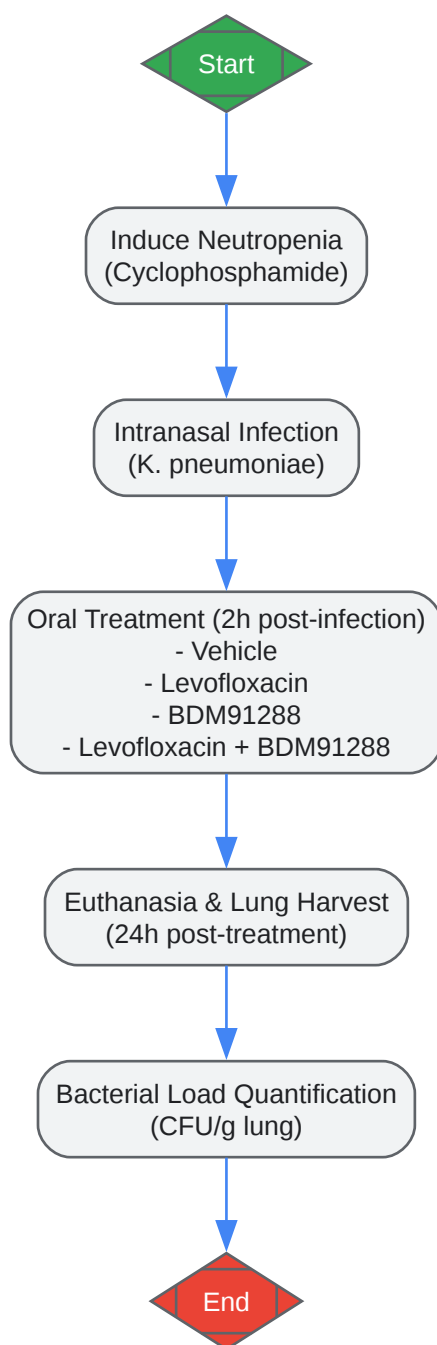 Start
Induce Neutropenia
(Cyclophosphamide)
Intranasal Infection
(K. pneumoniae)
Oral Treatment (2h post-infection)
- Vehicle
- Levofloxacin
- BDM91288
- Levofloxacin + BDM91288
Euthanasia & Lung Harvest
(24h post-treatment)
Bacterial Load Quantification
(CFU/g lung)
End